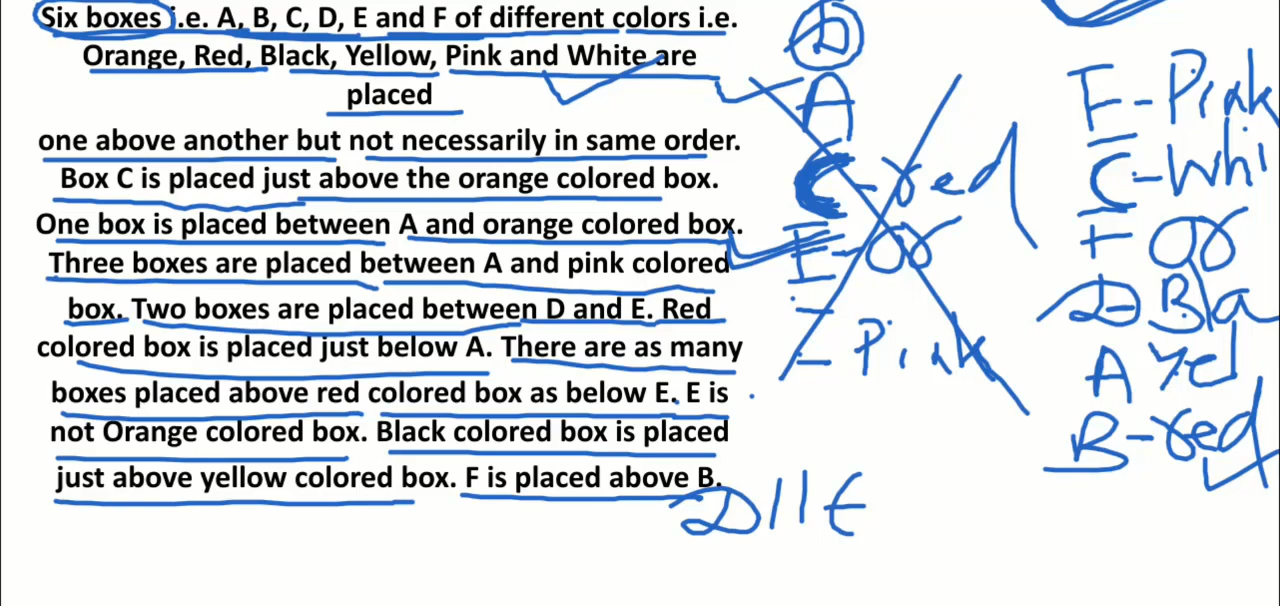 Six boxes i.e. A, B, C, D, E and F of different colors i.e.
Orange, Red, Black, Yellow, Pink and White are
placed
one above another but not necessarily in same order.
Box C is placed just above the orange colored box.
One box is placed between A and orange colored box.
Three boxes are placed between A and pink colored
box. Two boxes are placed between D and E. Red
colored box is placed just below A. There are as many
boxes placed above red colored box as below E. E is
not Orange colored box. Black colored box is placed
just above yellow colored box. F is placed above B.
D
A
C - red
- or
- Pink
D I I E
E - Pink
C - Whi
F or
D Bla
A Yel
B - red